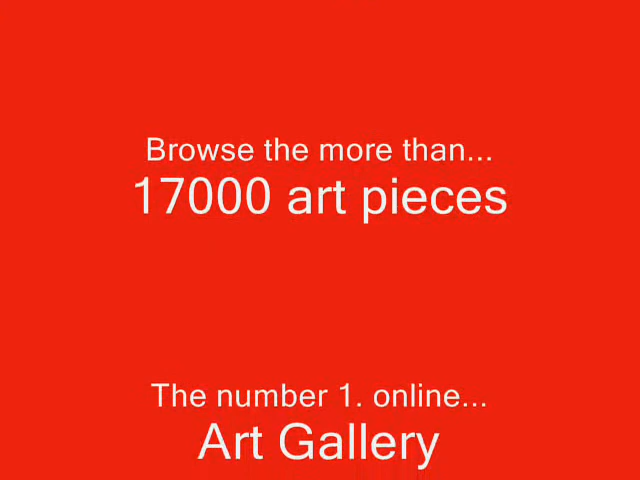 Browse the more than...
17000 art pieces
The number 1. online...
Art Gallery